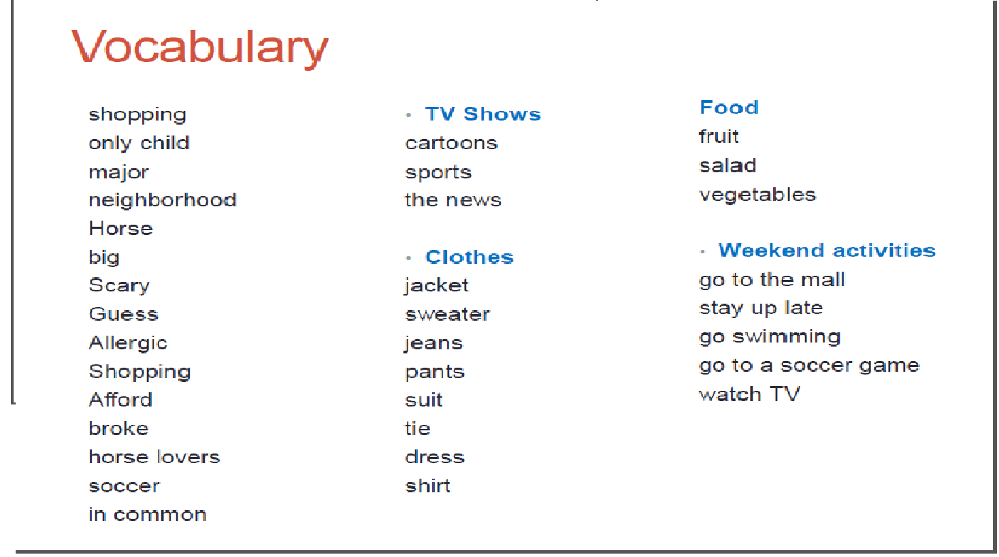 Vocabulary
shopping
only child
major
neighborhood
Horse
big
Scary
Guess
Allergic
Shopping
Afford
broke
horse lovers
soccer
in common
• TV Shows
cartoons
sports
the news
• Clothes
jacket
sweater
jeans
pants
suit
tie
dress
shirt
Food
fruit
salad
vegetables
• Weekend activities
go to the mall
stay up late
go swimming
go to a soccer game
watch TV